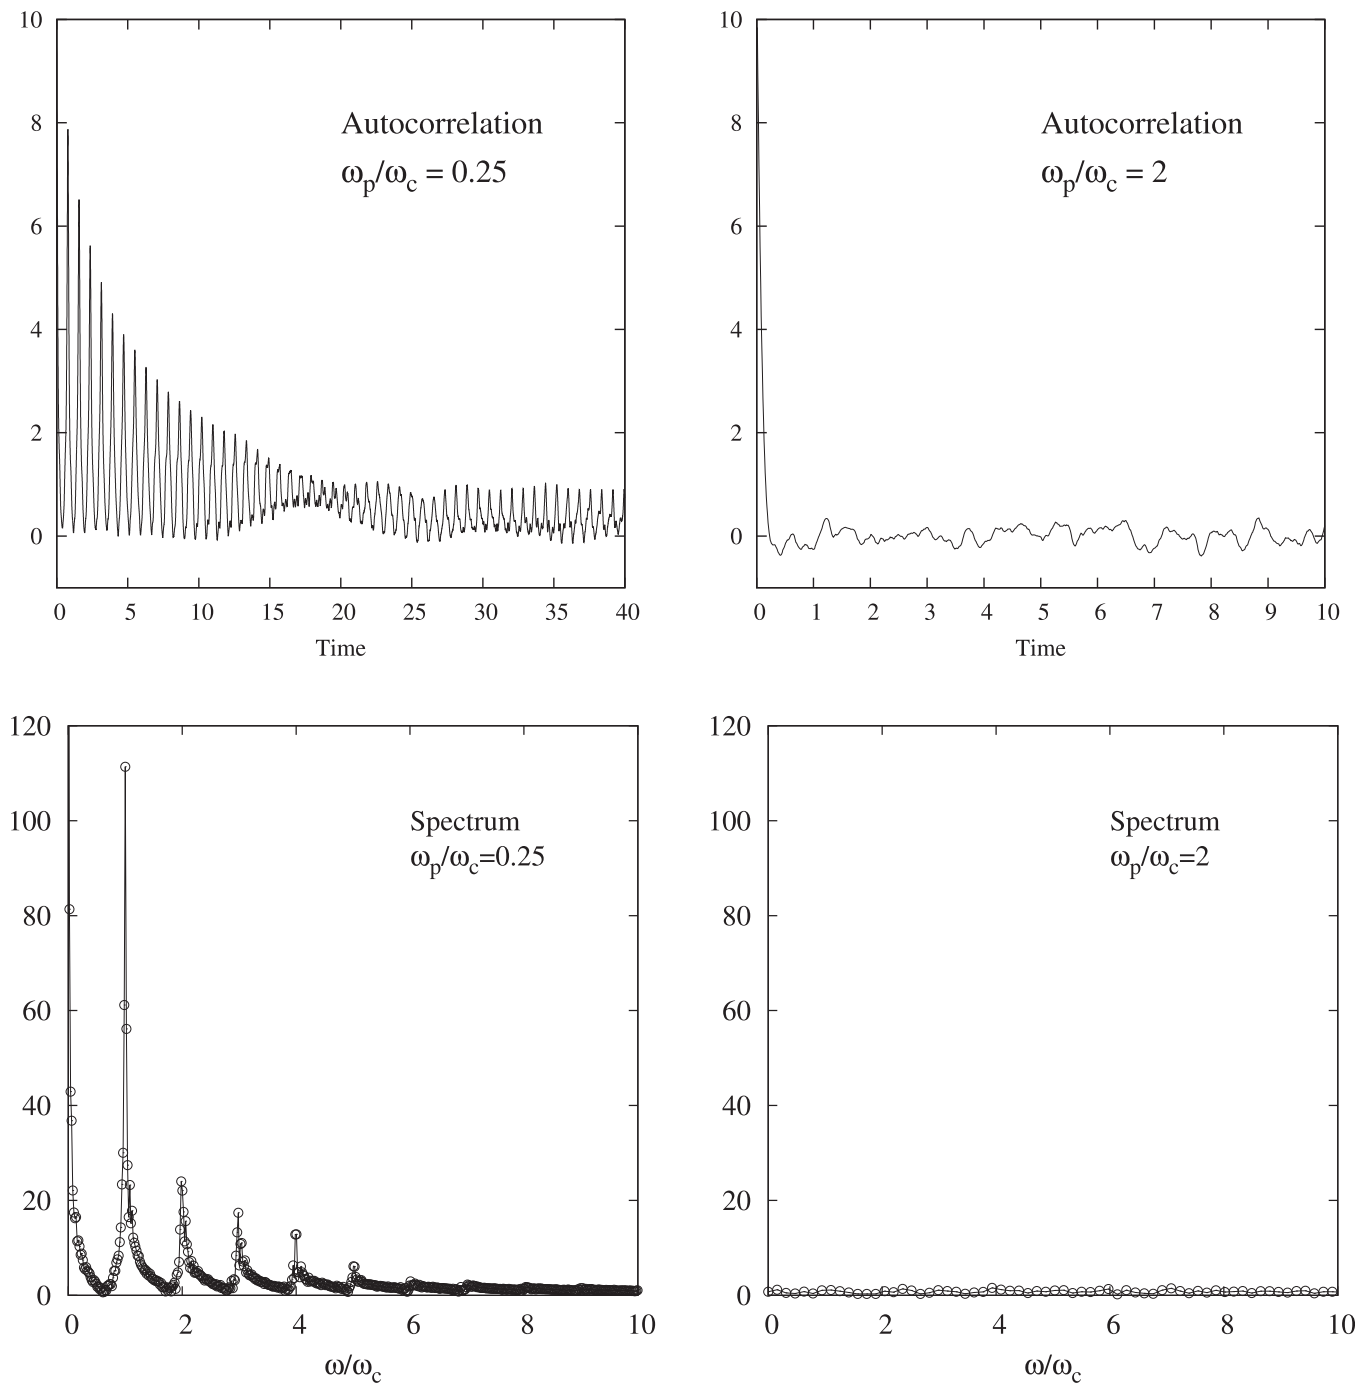 10
8
6
4
2
0
Autocorrelation
ωp/ωc = 0.25
0 5 10 15 20 25 30 35 40
Time
10
8
6
4
2
0
Autocorrelation
ωp/ωc = 2
0 1 2 3 4 5 6 7 8 9 10
Time
120
100
80
60
40
20
0
Spectrum
ωp/ωc=0.25
0 2 4 6 8 10
ω/ωc
120
100
80
60
40
20
0
Spectrum
ωp/ωc=2
0 2 4 6 8 10
ω/ωc